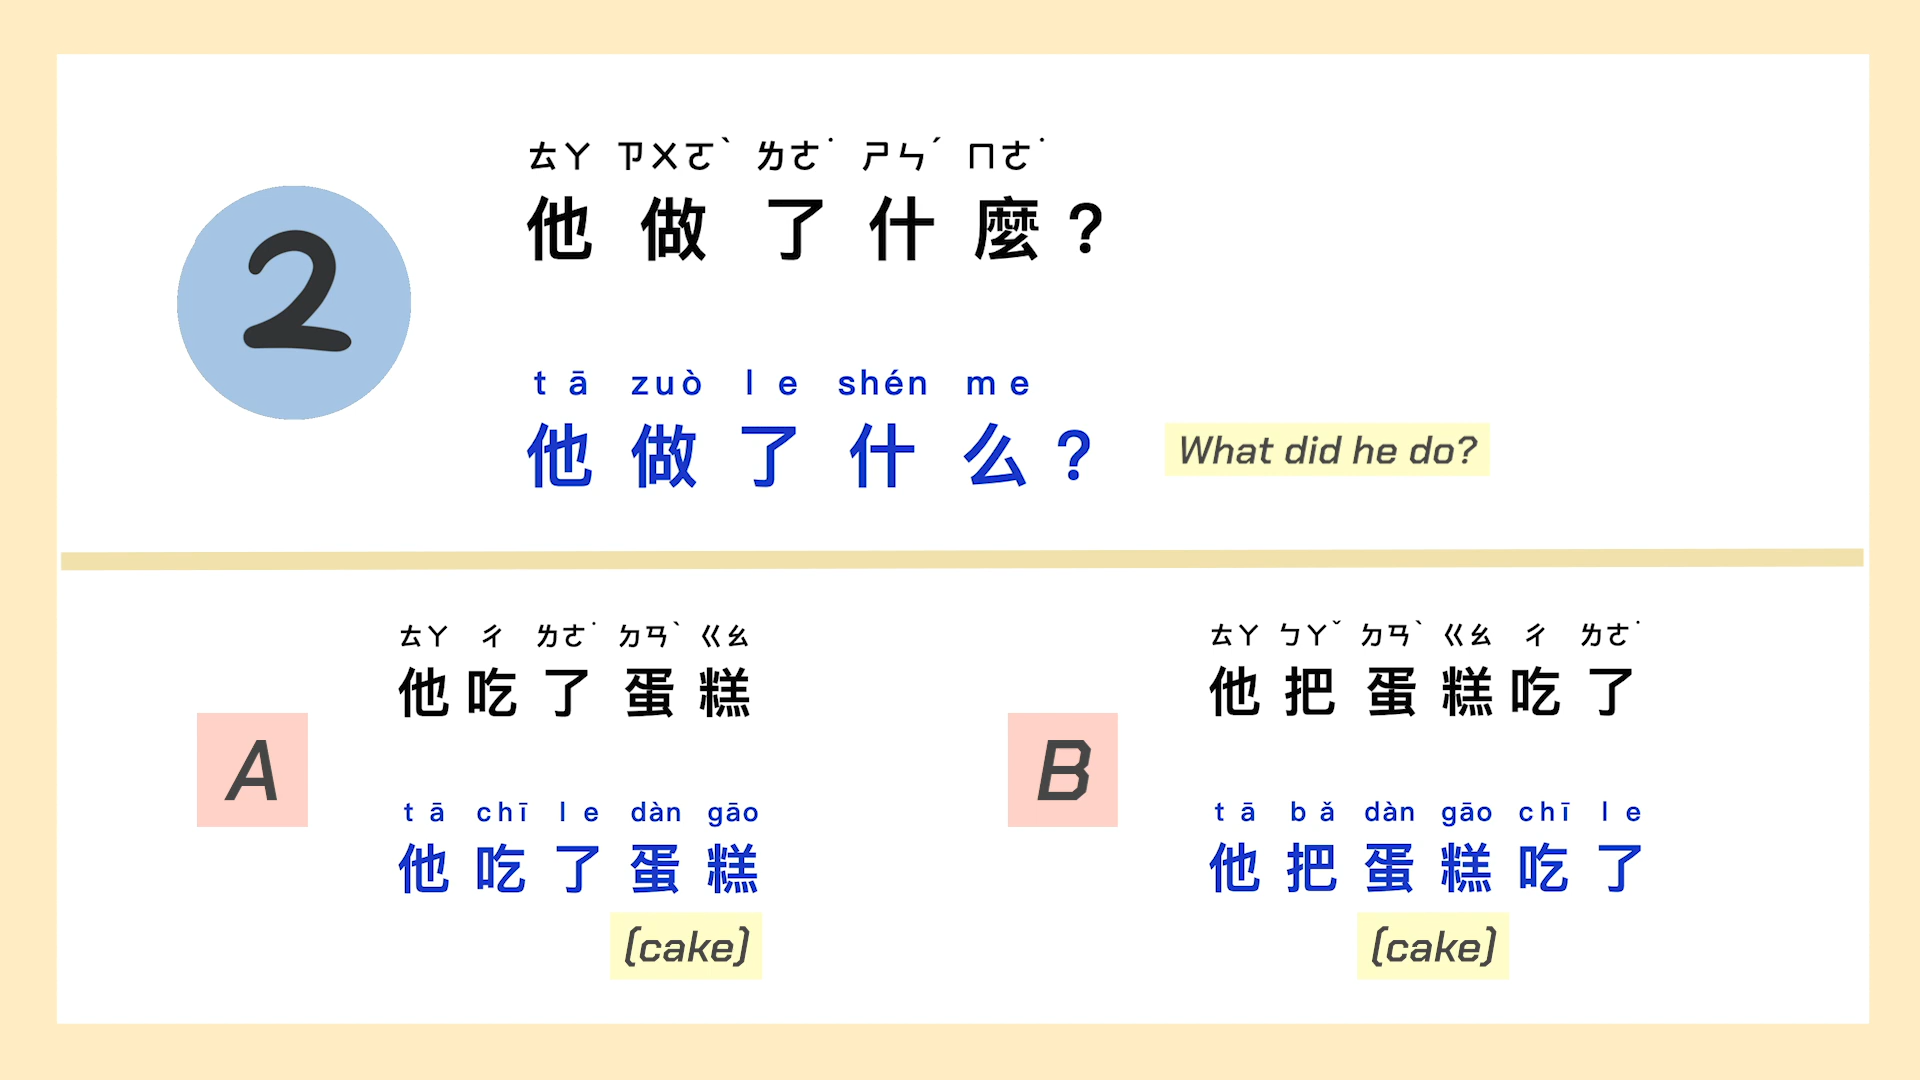 2
ㄊㄚ ㄗㄨㄛˋ ㄌㄜ˙ ㄕㄣˊ ㄇㄜ˙
他做了什麼?
tā zuò le shén me
他做了什么?
What did he do?
A
ㄊㄚ ㄔ ㄌㄜ˙ ㄉㄢˋ ㄍㄠ
他吃了蛋糕
tā chī le dàn gāo
他吃了蛋糕
(cake)
B
ㄊㄚ ㄅㄚˇ ㄉㄢˋ ㄍㄠ ㄔ ㄌㄜ˙
他把蛋糕吃了
tā bǎ dàn gāo chī le
他把蛋糕吃了
(cake)